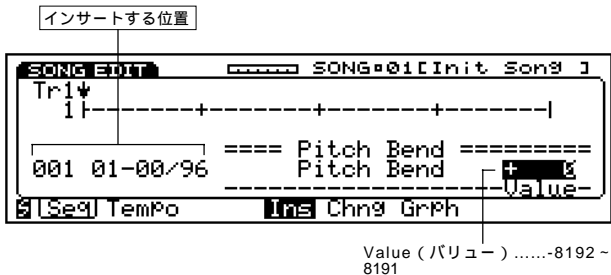 インサートする位置
SONG EDIT SONG 01[Init Song ]
Tr1
1 |-------+-------+-------+-------|
==== Pitch Bend =========
001 01-00/96 Pitch Bend + 0
-------------------Value-
S [Seq] Tempo Ins Chng Grph
Value（バリュー）......-8192～
8191